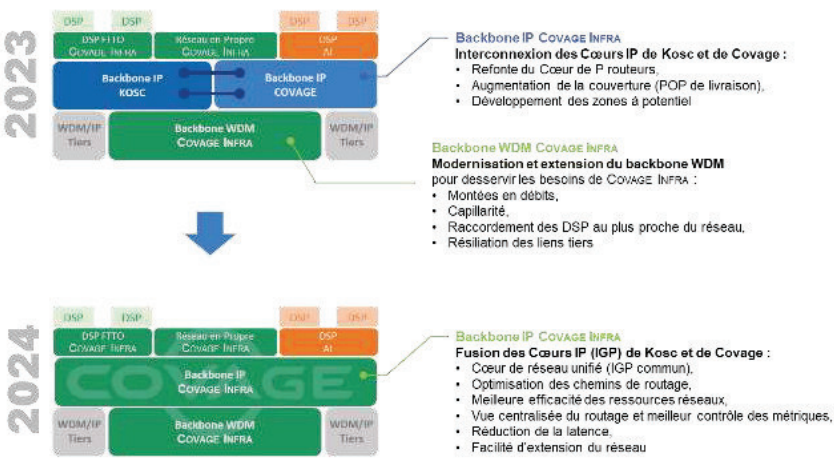 2023
DSP DSP DSP DSP
DSP FTTO
COVAGE INFRA
Réseau en Propre
COVAGE INFRA
DSP
AI
Backbone IP
KOSC
Backbone IP
COVAGE
WDM/IP
Tiers
Backbone WDM
COVAGE INFRA
WDM/IP
Tiers
Backbone IP COVAGE INFRA
Interconnexion des Cœurs IP de Kosc et de Covage :
• Refonte du Cœur de P routeurs,
• Augmentation de la couverture (POP de livraison),
• Développement des zones à potentiel
Backbone WDM COVAGE INFRA
Modernisation et extension du backbone WDM
pour desservir les besoins de COVAGE INFRA :
• Montées en débits,
• Capillarité,
• Raccordement des DSP au plus proche du réseau,
• Résiliation des liens tiers
2024
DSP DSP DSP DSP
DSP FTTO
COVAGE INFRA
Réseau en Propre
COVAGE INFRA
DSP
AI
COVAGE
Backbone IP
COVAGE INFRA
WDM/IP
Tiers
Backbone WDM
COVAGE INFRA
WDM/IP
Tiers
Backbone IP COVAGE INFRA
Fusion des Cœurs IP (IGP) de Kosc et de Covage :
• Cœur de réseau unifié (IGP commun),
• Optimisation des chemins de routage,
• Meilleure efficacité des ressources réseaux,
• Vue centralisée du routage et meilleur contrôle des métriques,
• Réduction de la latence,
• Facilité d'extension du réseau